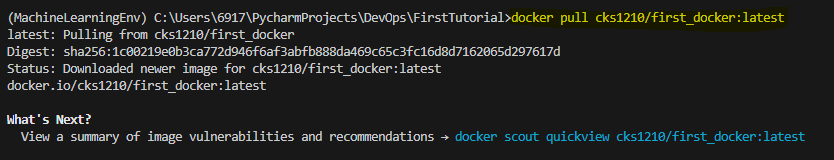 (MachineLearningEnv) C:\Users\6917\PycharmProjects\DevOps\FirstTutorial>docker pull cks1210/first_docker:latest
latest: Pulling from cks1210/first_docker
Digest: sha256:1c00219e0b3ca772d946f6af3abfb888da469c65c3fc16d8d7162065d297617d
Status: Downloaded newer image for cks1210/first_docker:latest
docker.io/cks1210/first_docker:latest
What's Next?
View a summary of image vulnerabilities and recommendations → docker scout quickview cks1210/first_docker:latest